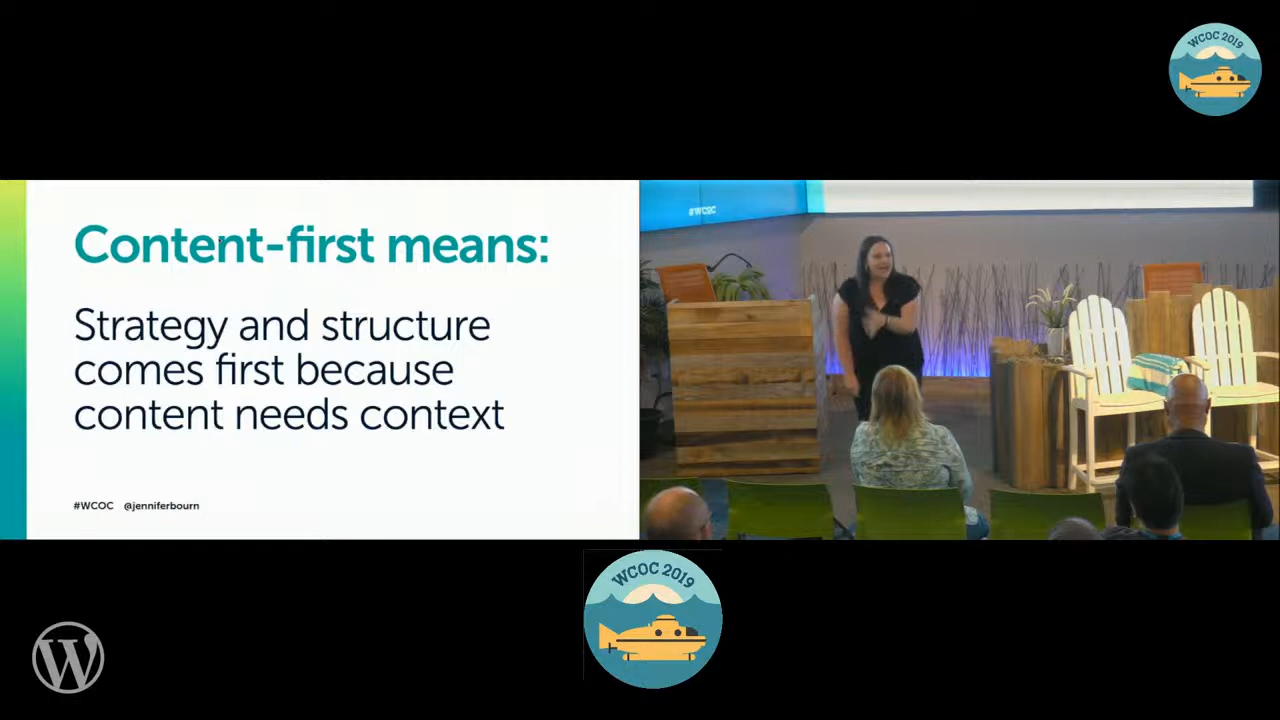 WCOC 2019
Content-first means:
Strategy and structure
comes first because
content needs context
#WCOC @jenniferbourn
#WCOC
WCOC 2019